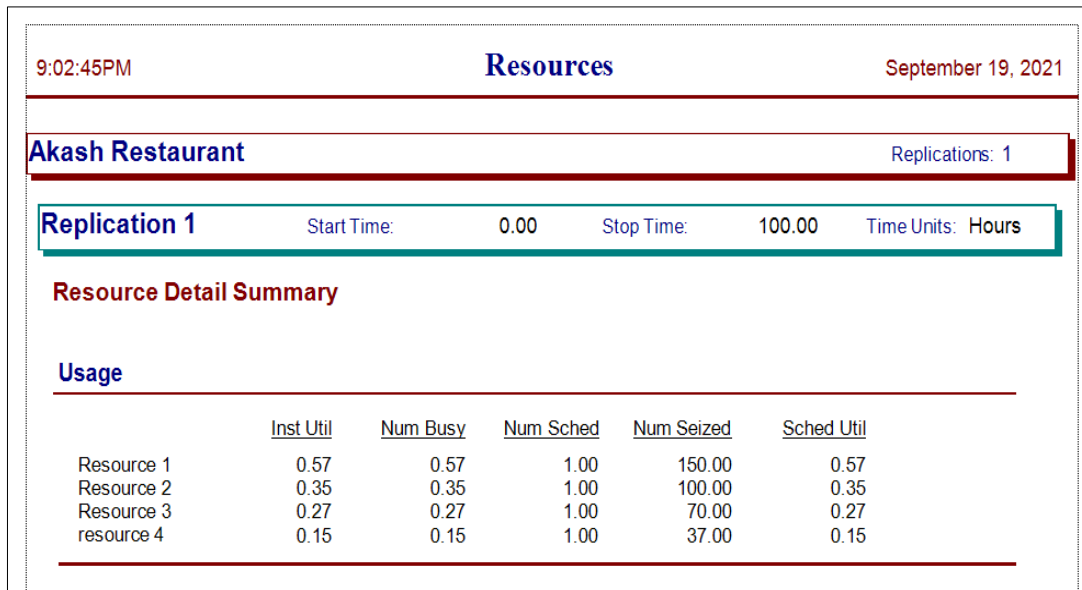 9:02:45PM Resources September 19, 2021
Akash Restaurant Replications: 1
Replication 1 Start Time: 0.00 Stop Time: 100.00 Time Units: Hours
Resource Detail Summary
Usage
Inst Util Num Busy Num Sched Num Seized Sched Util
Resource 1 0.57 0.57 1.00 150.00 0.57
Resource 2 0.35 0.35 1.00 100.00 0.35
Resource 3 0.27 0.27 1.00 70.00 0.27
resource 4 0.15 0.15 1.00 37.00 0.15